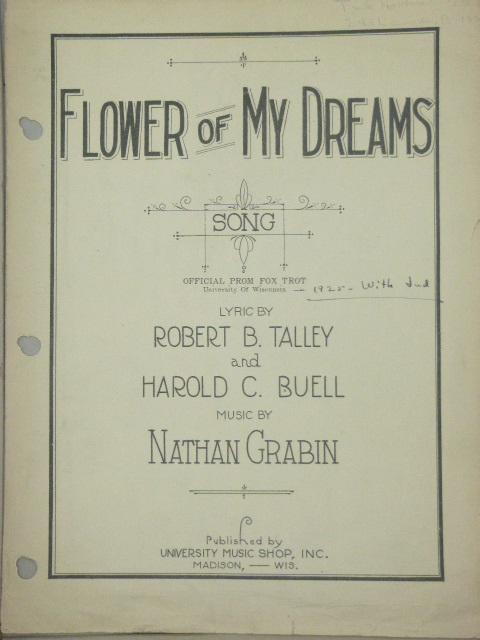 FLOWER OF MY DREAMS
SONG
OFFICIAL PROM FOX TROT
University Of Wisconsin — 1925 - With
LYRIC BY
ROBERT B. TALLEY
and
HAROLD C. BUELL
MUSIC BY
NATHAN GRABIN
Published by
UNIVERSITY MUSIC SHOP, INC.
MADISON, — WIS.